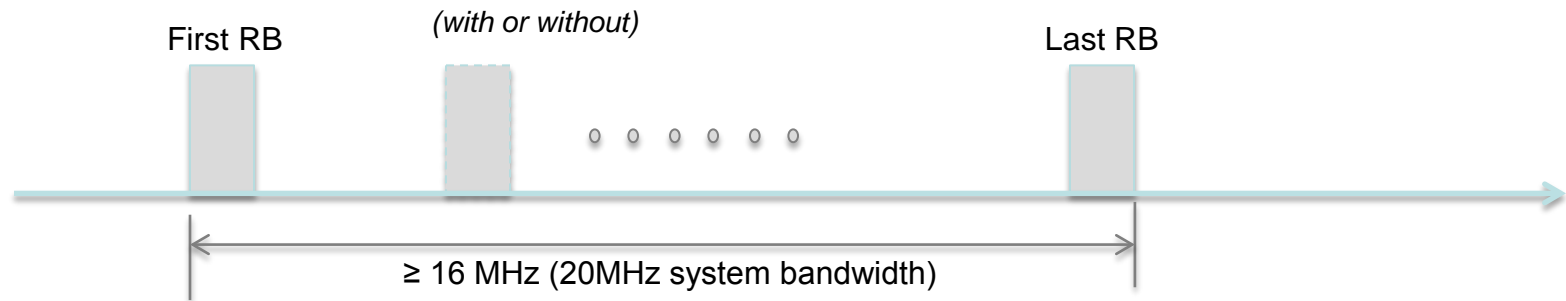 (with or without)
First RB
Last RB
≥ 16 MHz (20MHz system bandwidth)